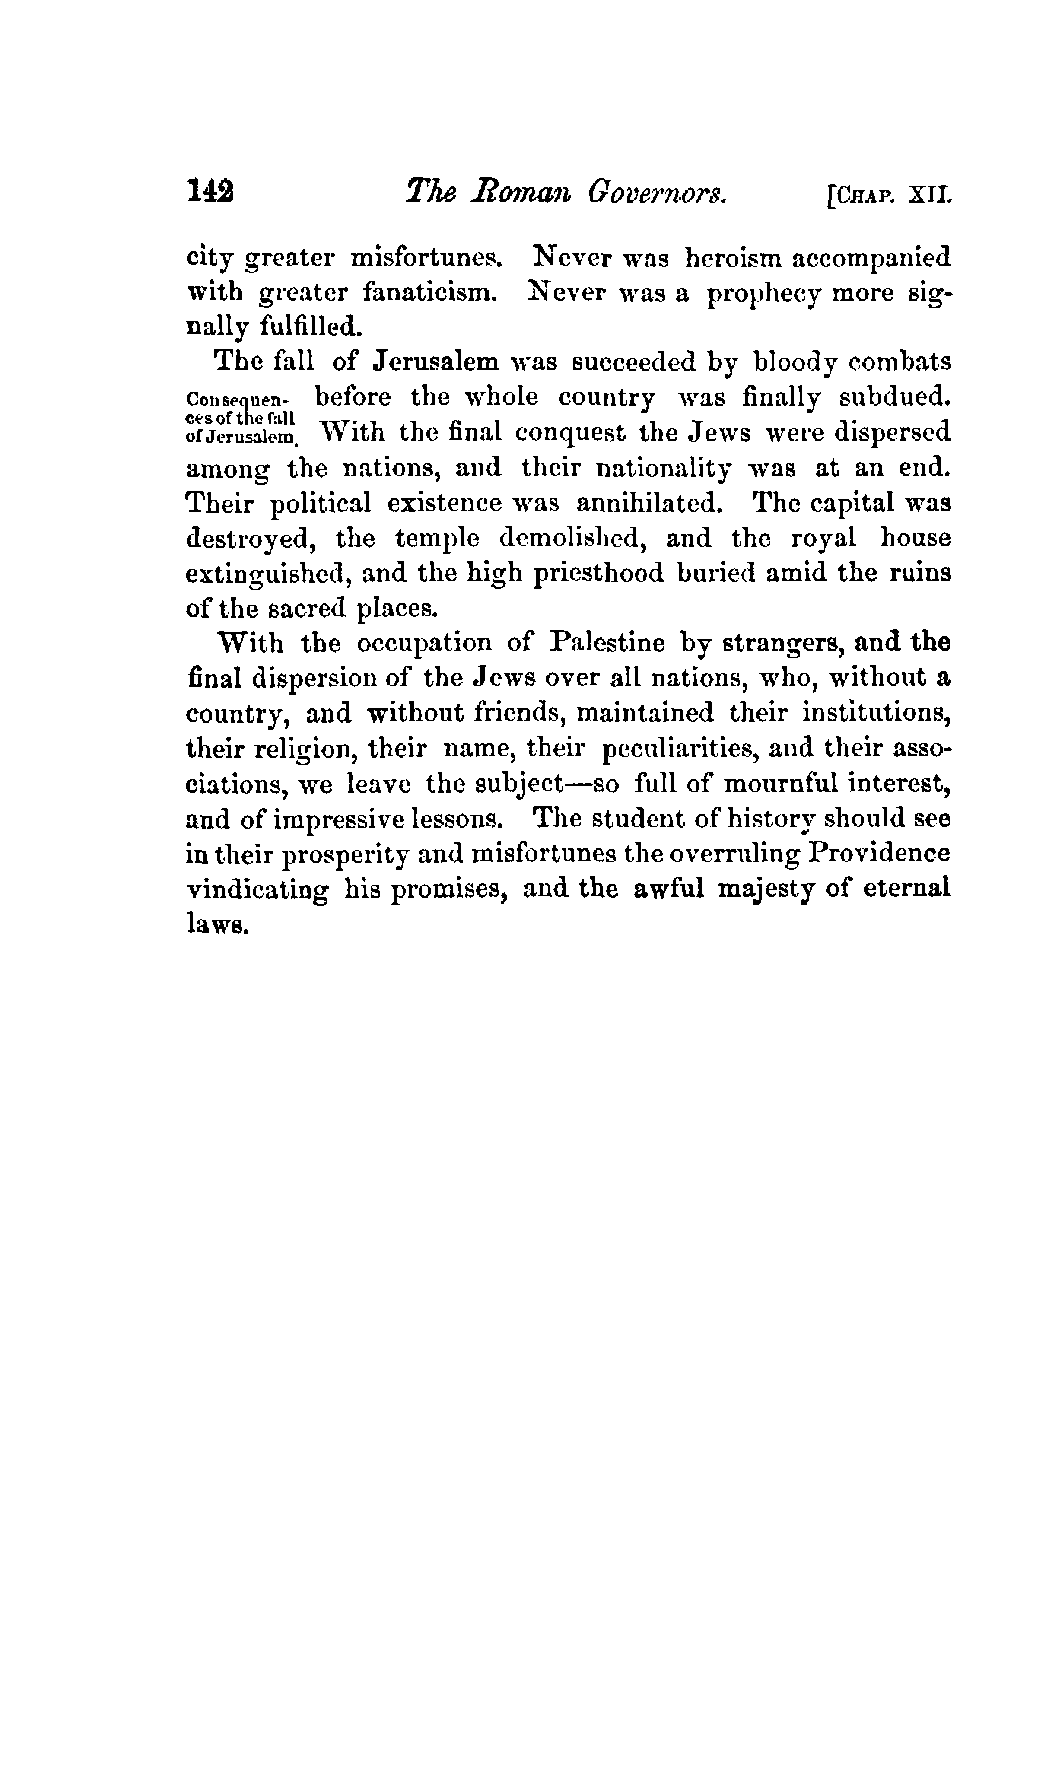 142 The Roman Governors. [CHAP. XII.
city greater misfortunes. Never was heroism accompanied
with greater fanaticism. Never was a prophecy more sig-
nally fulfilled.
The fall of Jerusalem was succeeded by bloody combats
Consequen-
ces of the fall
of Jerusalem.
before the whole country was finally subdued.
With the final conquest the Jews were dispersed
among the nations, and their nationality was at an end.
Their political existence was annihilated. The capital was
destroyed, the temple demolished, and the royal house
extinguished, and the high priesthood buried amid the ruins
of the sacred places.
With the occupation of Palestine by strangers, and the
final dispersion of the Jews over all nations, who, without a
country, and without friends, maintained their institutions,
their religion, their name, their peculiarities, and their asso-
ciations, we leave the subject—so full of mournful interest,
and of impressive lessons. The student of history should see
in their prosperity and misfortunes the overruling Providence
vindicating his promises, and the awful majesty of eternal
laws.